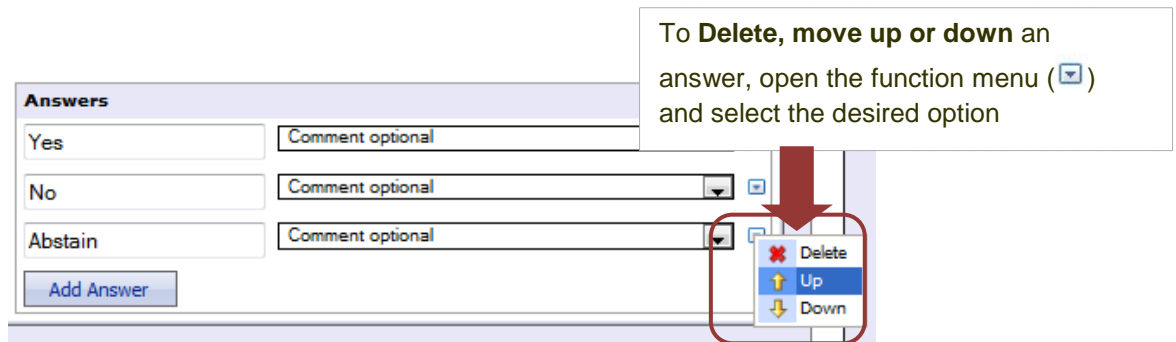 To Delete, move up or down an
answer, open the function menu ( )
and select the desired option
Answers
Yes Comment optional
No Comment optional
Abstain Comment optional
Delete
Add Answer Up
Down